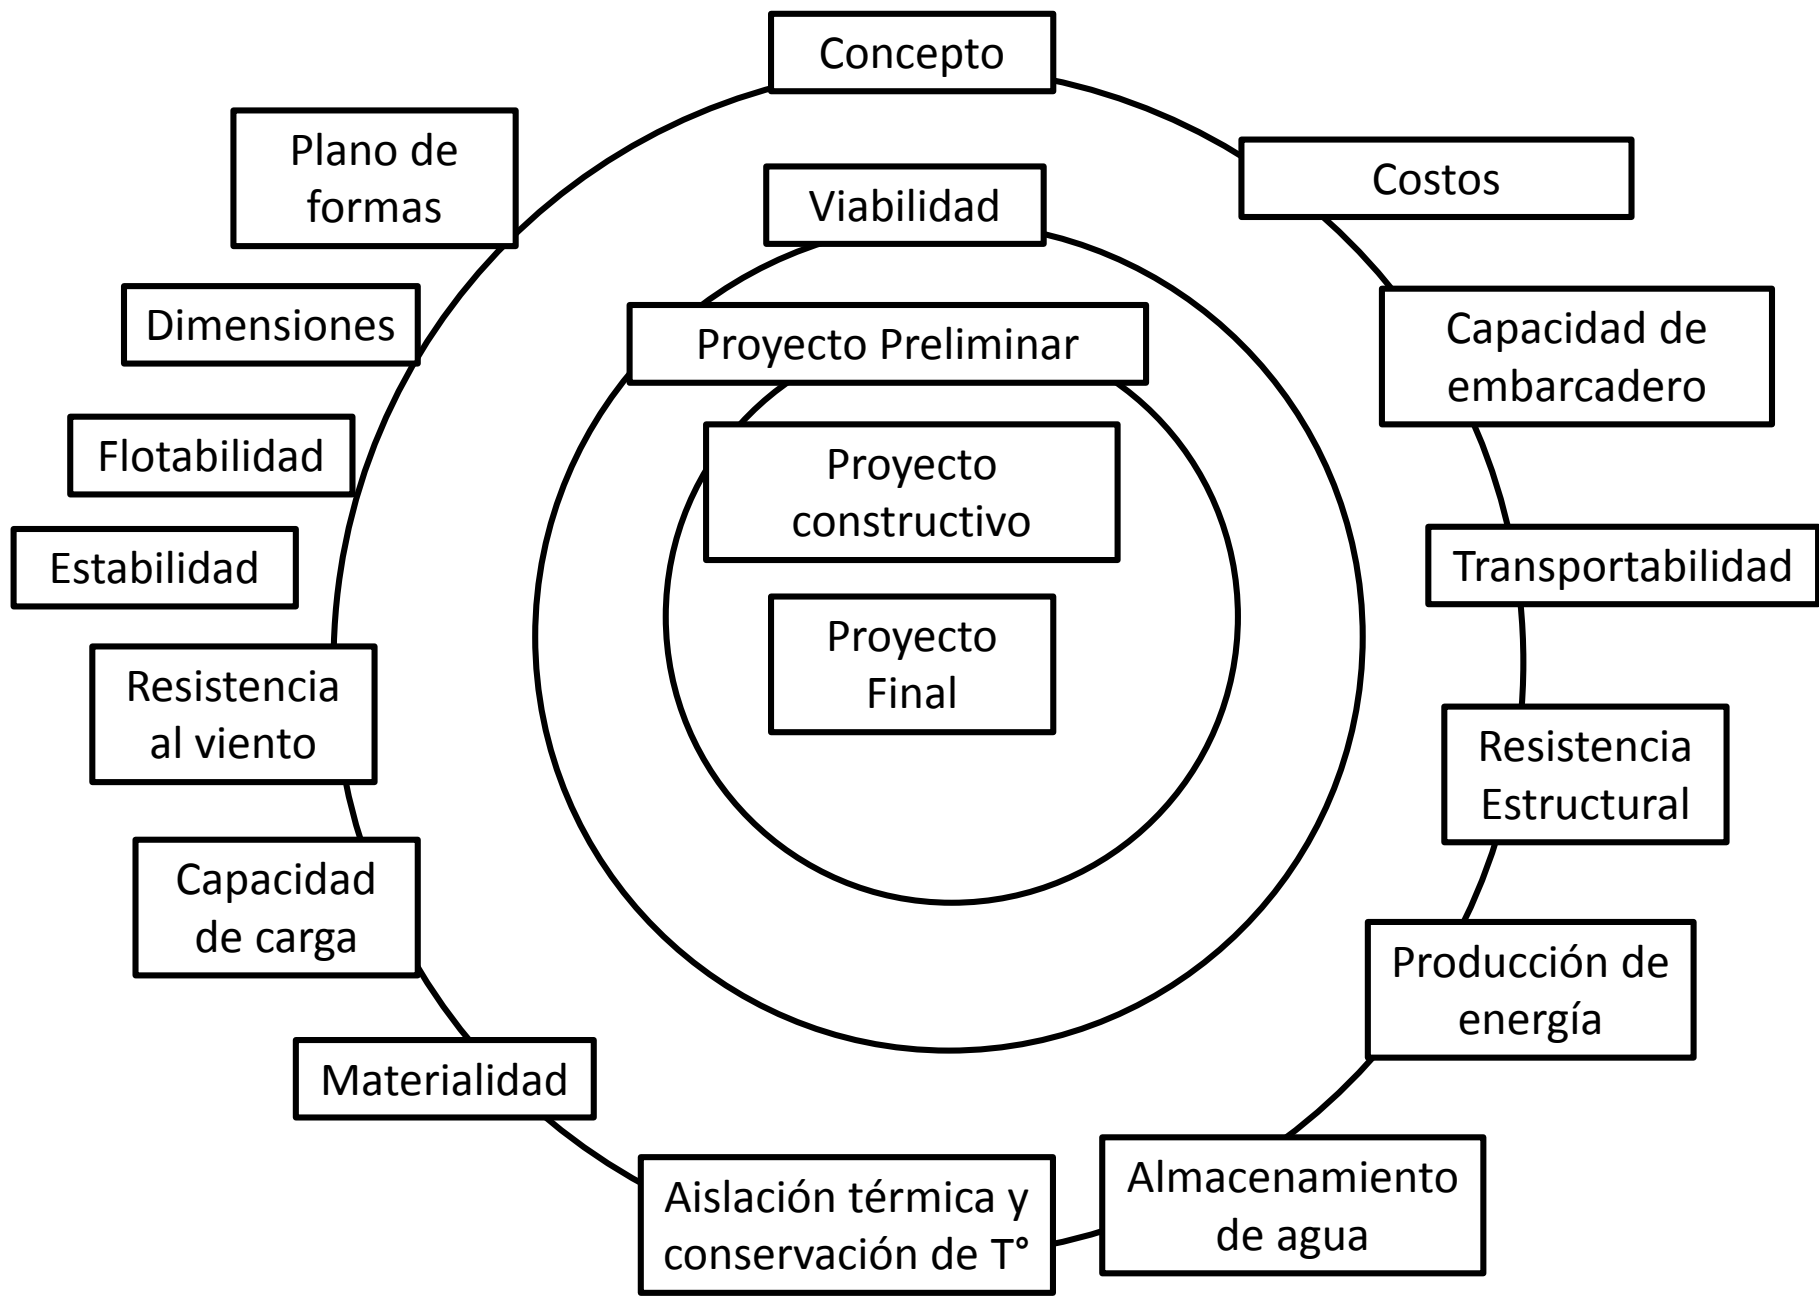 Concepto
Plano de
formas
Costos
Viabilidad
Dimensiones
Proyecto Preliminar
Capacidad de
embarcadero
Flotabilidad
Proyecto
constructivo
Estabilidad
Transportabilidad
Proyecto
Final
Resistencia
al viento
Resistencia
Estructural
Capacidad
de carga
Producción de
energía
Materialidad
Aislación térmica y
conservación de T°
Almacenamiento
de agua